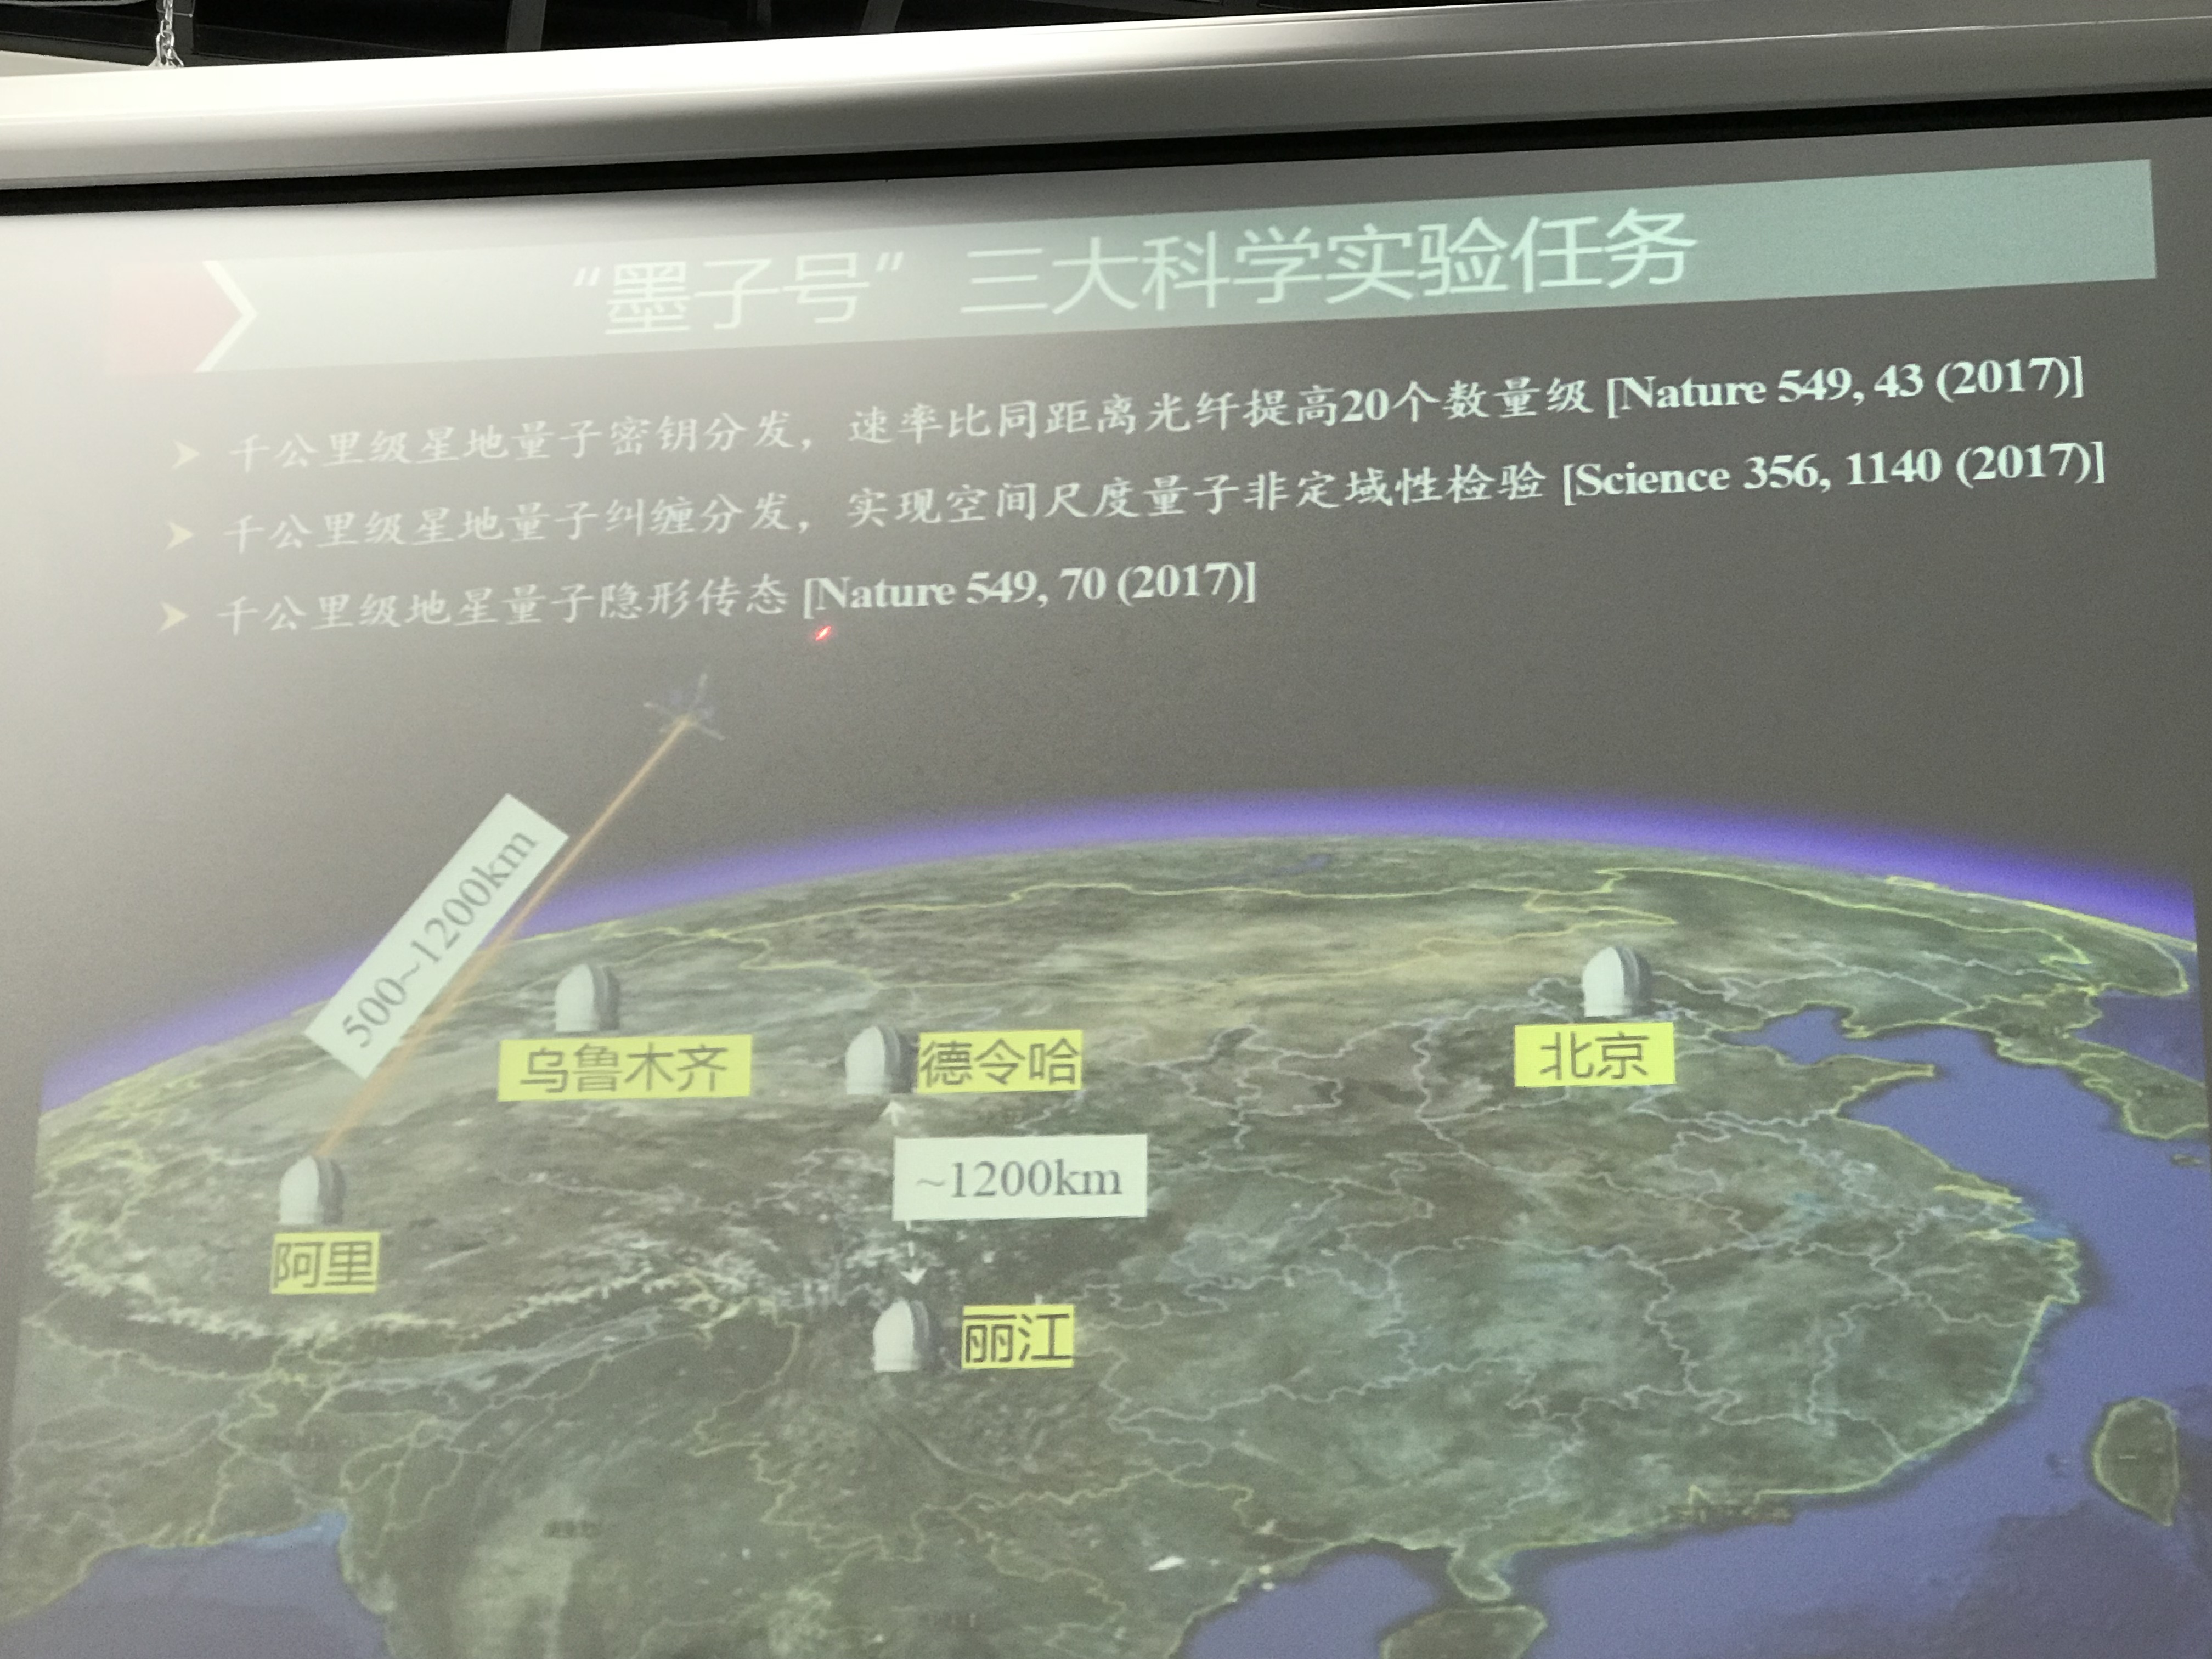 “墨子号”三大科学实验任务
千公里级星地量子密钥分发，速率比同距离光纤提高20个数量级 [Nature 549, 43 (2017)]
千公里级星地量子纠缠分发，实现空间尺度量子非定域性检验 [Science 356, 1140 (2017)]
千公里级地星量子隐形传态 [Nature 549, 70 (2017)]
500~1200km
乌鲁木齐
德令哈
北京
~1200km
阿里
丽江